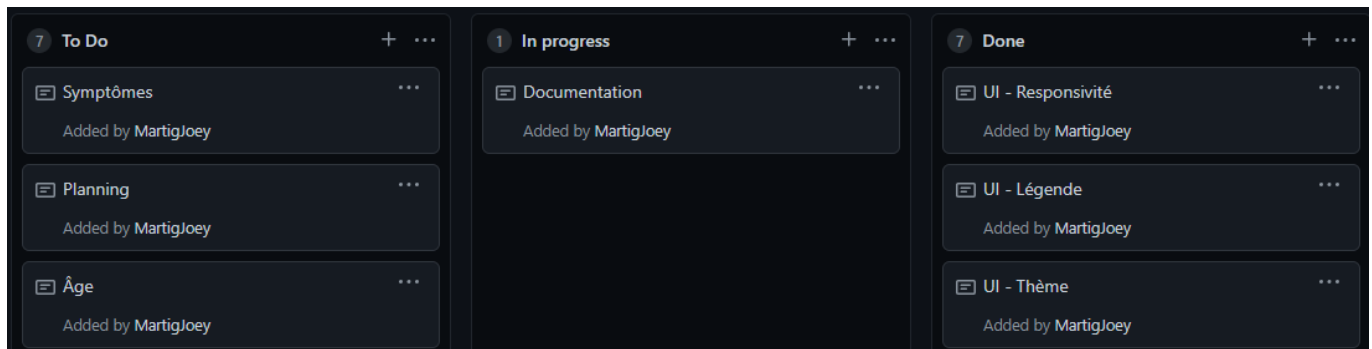 7 To Do
Symptômes
Added by MartigJoey
Planning
Added by MartigJoey
Âge
Added by MartigJoey
1 In progress
Documentation
Added by MartigJoey
7 Done
UI - Responsivité
Added by MartigJoey
UI - Légende
Added by MartigJoey
UI - Thème
Added by MartigJoey